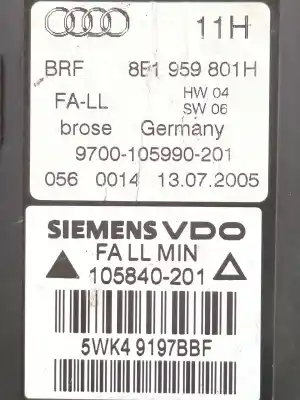 11H
BRF 8E1 959 801H
FA-LL HW 04
SW 06
brose Germany
9700-105990-201
056 0014 13.07.2005
SIEMENS VDO
FA LL MIN
105840-201
5WK4 9197BBF